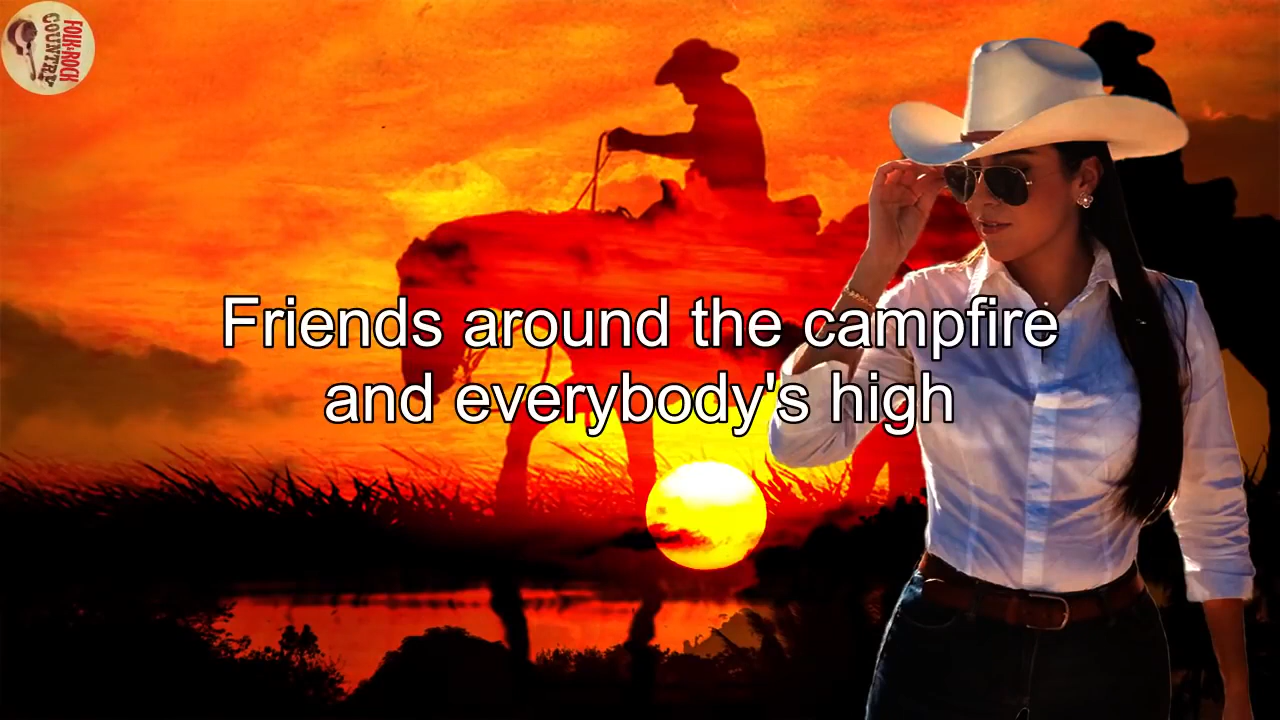 FOLK & ROCK
COUNTRY
Friends around the campfire
and everybody's high